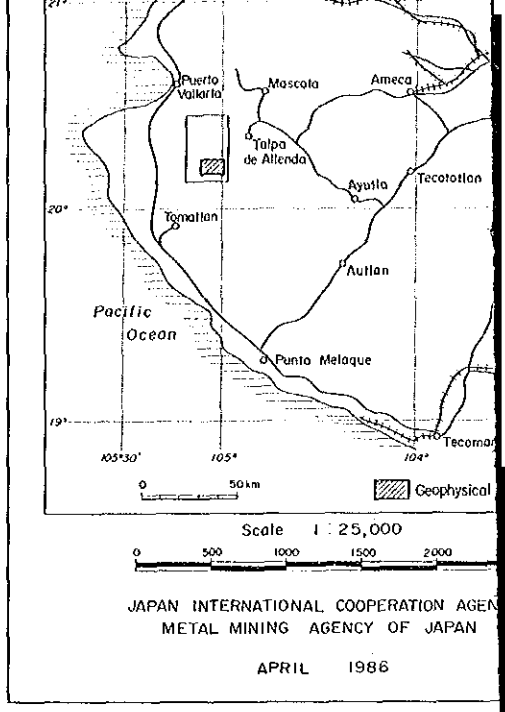 21°
Puerto
Vallarta
Mascota
Ameca
Talpa
de Allenda
Ayutla
Tecototlan
20°
Tomatlan
Autlan
Pacific
Ocean
Punto Melaque
19°
Tecoman
105°30'
105°
104°
0 50km
Geophysical
Scale 1 : 25,000
0 500 1000 1500 2000
JAPAN INTERNATIONAL COOPERATION AGEN
METAL MINING AGENCY OF JAPAN
APRIL 1986